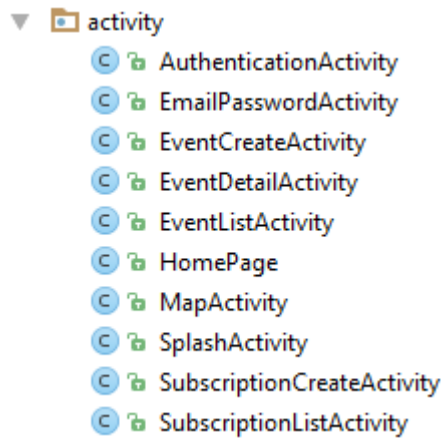 activity
C AuthenticationActivity
C EmailPasswordActivity
C EventCreateActivity
C EventDetailActivity
C EventListActivity
C HomePage
C MapActivity
C SplashActivity
C SubscriptionCreateActivity
C SubscriptionListActivity